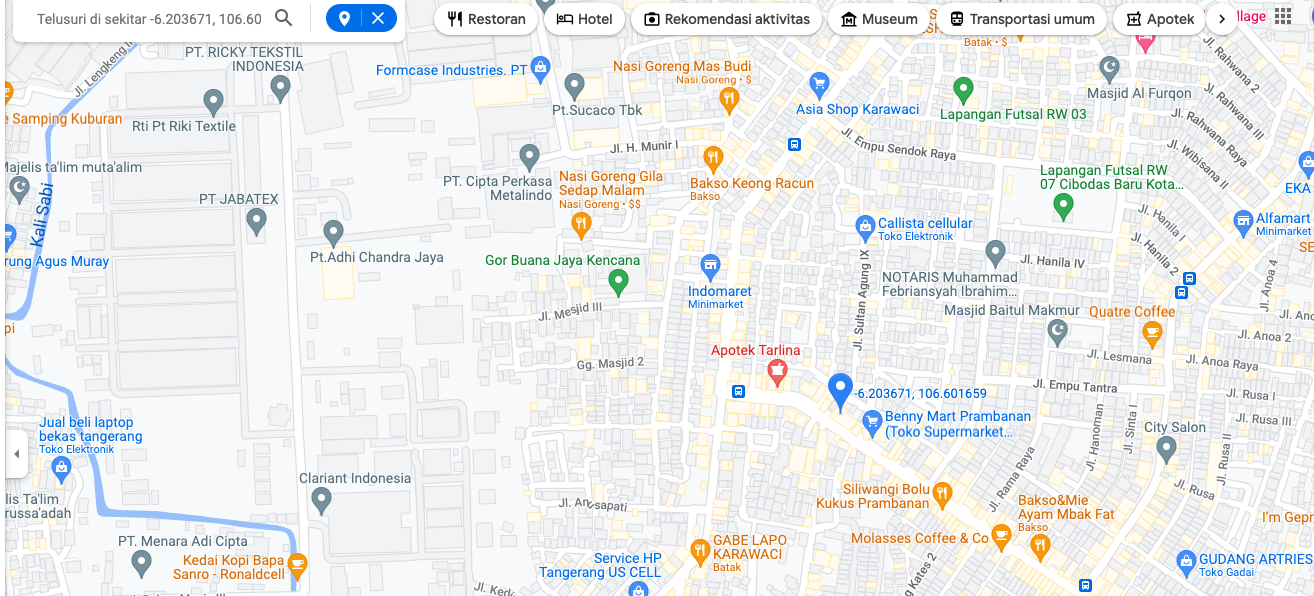 Telusuri di sekitar -6.203671, 106.60
Restoran
Hotel
Rekomendasi aktivitas
Museum
Transportasi umum
Apotek
llage
Batak • $
PT. RICKY TEKSTIL
INDONESIA
Jl. Lengkeng
Formcase Industries. PT
Nasi Goreng Mas Budi
Nasi Goreng • $
Pt.Sucaco Tbk
Asia Shop Karawaci
Lapangan Futsal RW 03
Masjid Al Furqon
Jl. Rahwana 2
Jl. Rahwana III
Jl. Rahwana Raya
Jl. Wibisana II
e Samping Kuburan
Rti Pt Riki Textile
Jl. H. Munir I
Jl. Empu Sendok Raya
Majelis ta'lim muta'alim
Kali Sabi
PT JABATEX
PT. Cipta Perkasa
Metalindo
Nasi Goreng Gila
Sedap Malam
Nasi Goreng • $$
Bakso Keong Racun
Bakso
Lapangan Futsal RW
07 Cibodas Baru Kota...
EKA
Alfamart
Minimarket
SE
Jl. Hanila I
Jl. Hanila 2
Jl. Hanila IV
Callista cellular
Toko Elektronik
NOTARIS Muhammad
Febriansyah Ibrahim...
rung Agus Muray
Pt.Adhi Chandra Jaya
Gor Buana Jaya Kencana
Indomaret
Minimarket
Jl. Sultan Agung IX
Jl. Anoa 4
Jl. Mesjid III
Masjid Baitul Makmur
Quatre Coffee
Jl. Ano
Jl. Anoa 2
pi
Apotek Tarlina
Gg. Masjid 2
Jl. Lesmana
Jl. Anoa Raya
Jl. Empu Tantra
Jl. Rusa I
-6.203671, 106.601659
Benny Mart Prambanan
(Toko Supermarket...
Jl. Rusa III
Jual beli laptop
bekas tangerang
Toko Elektronik
City Salon
Jl. Hanoman
Jl. Sinta I
Jl. Rusa II
Clariant Indonesia
Jl. Rama Raya
Jl. Rusa
lis Ta'lim
russa'adah
Siliwangi Bolu
Kukus Prambanan
Bakso&Mie
Ayam Mbak Fat
Bakso
I'm Gepr
PT. Menara Adi Cipta
Kedai Kopi Bapa
Sanro - Ronaldcell
GABE LAPO
KARAWACI
Batak
Molasses Coffee & Co
Service HP
Tangerang US CELL
GUDANG ARTRIES
Toko Gadai
Kates 2